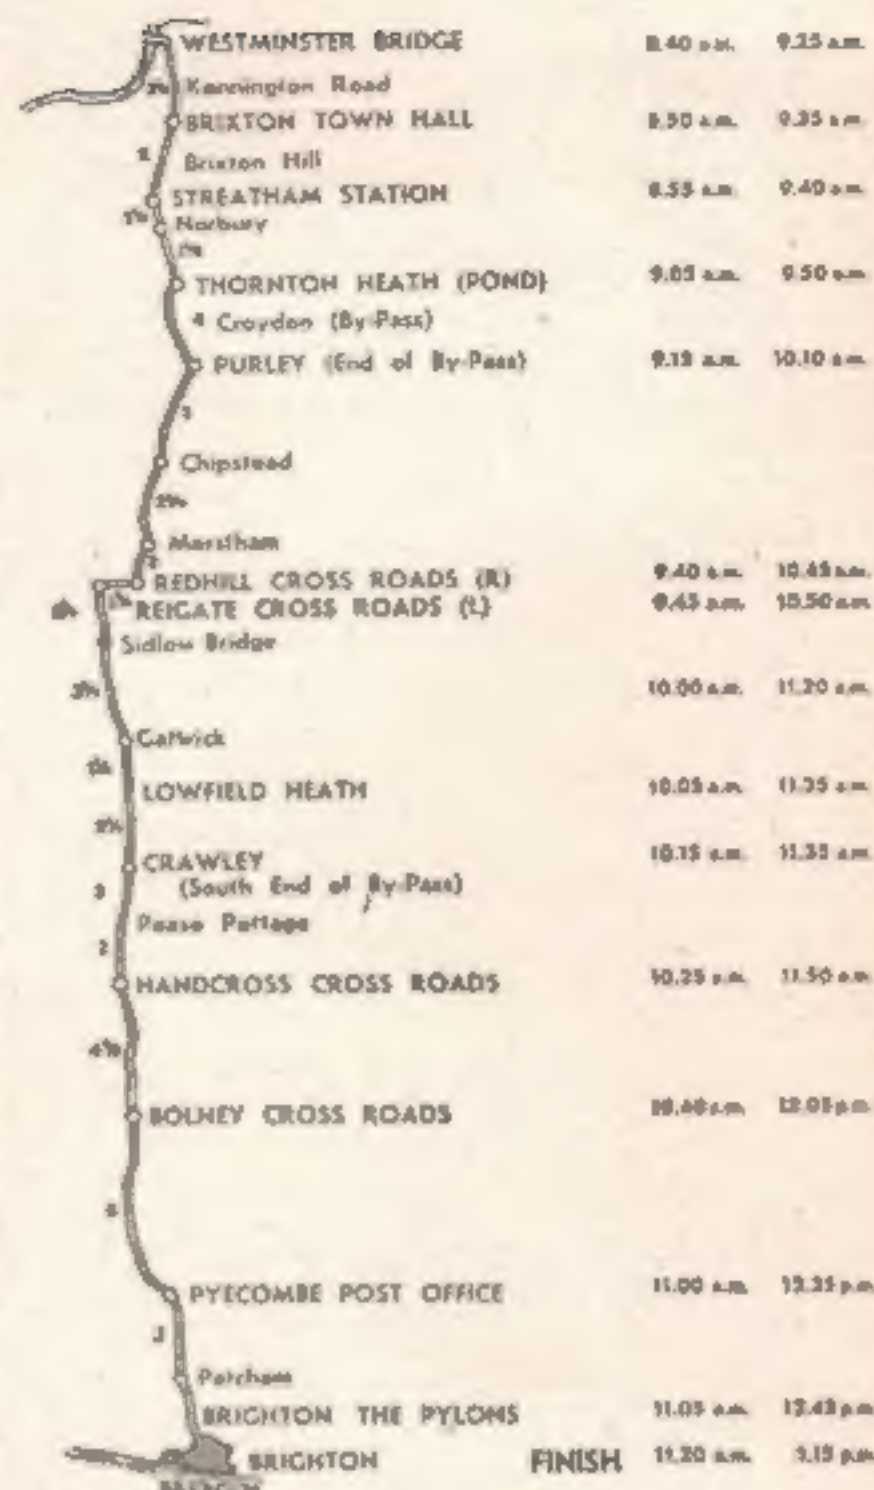 WESTMINSTER BRIDGE 8.40 a.m. 9.25 a.m.
Kennington Road
BRIXTON TOWN HALL 8.50 a.m. 9.35 a.m.
2 Brixton Hill
STREATHAM STATION 8.55 a.m. 9.40 a.m.
Norbury
THORNTON HEATH (POND) 9.05 a.m. 9.50 a.m.
4 Croydon (By-Pass)
PURLEY (End of By-Pass) 9.15 a.m. 10.10 a.m.
Chipstead
Merstham
REDHILL CROSS ROADS (R) 9.40 a.m. 10.45 a.m.
REIGATE CROSS ROADS (L) 9.45 a.m. 10.50 a.m.
Sidlow Bridge
10.00 a.m. 11.20 a.m.
Gatwick
LOWFIELD HEATH 10.05 a.m. 11.25 a.m.
CRAWLEY 10.15 a.m. 11.35 a.m.
(South End of By-Pass)
Pease Pottage
2
HANDCROSS CROSS ROADS 10.25 a.m. 11.50 a.m.
BOLNEY CROSS ROADS 10.40 a.m. 12.05 p.m.
PYECOMBE POST OFFICE 11.00 a.m. 12.25 p.m.
Patcham
BRIGHTON THE PYLONS 11.05 a.m. 12.45 p.m.
BRIGHTON FINISH 11.20 a.m. 1.15 p.m.